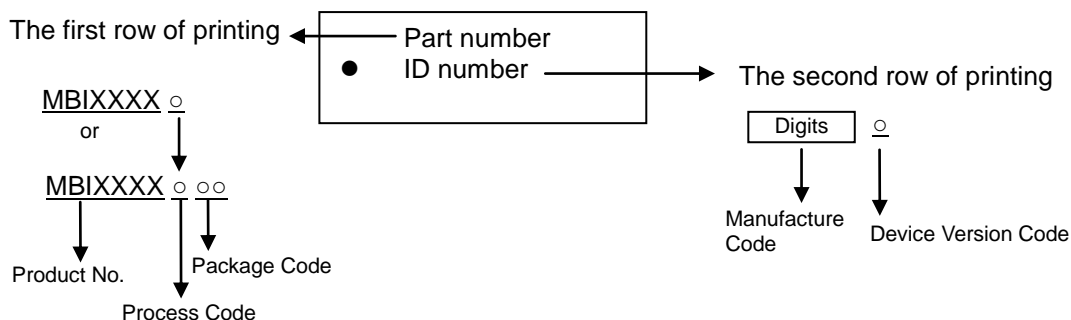 The first row of printing
Part number
● ID number
The second row of printing
MBIXXXX ○
or
MBIXXXX ○ ○○
Product No.
Package Code
Process Code
Digits ○
Manufacture
Code
Device Version Code